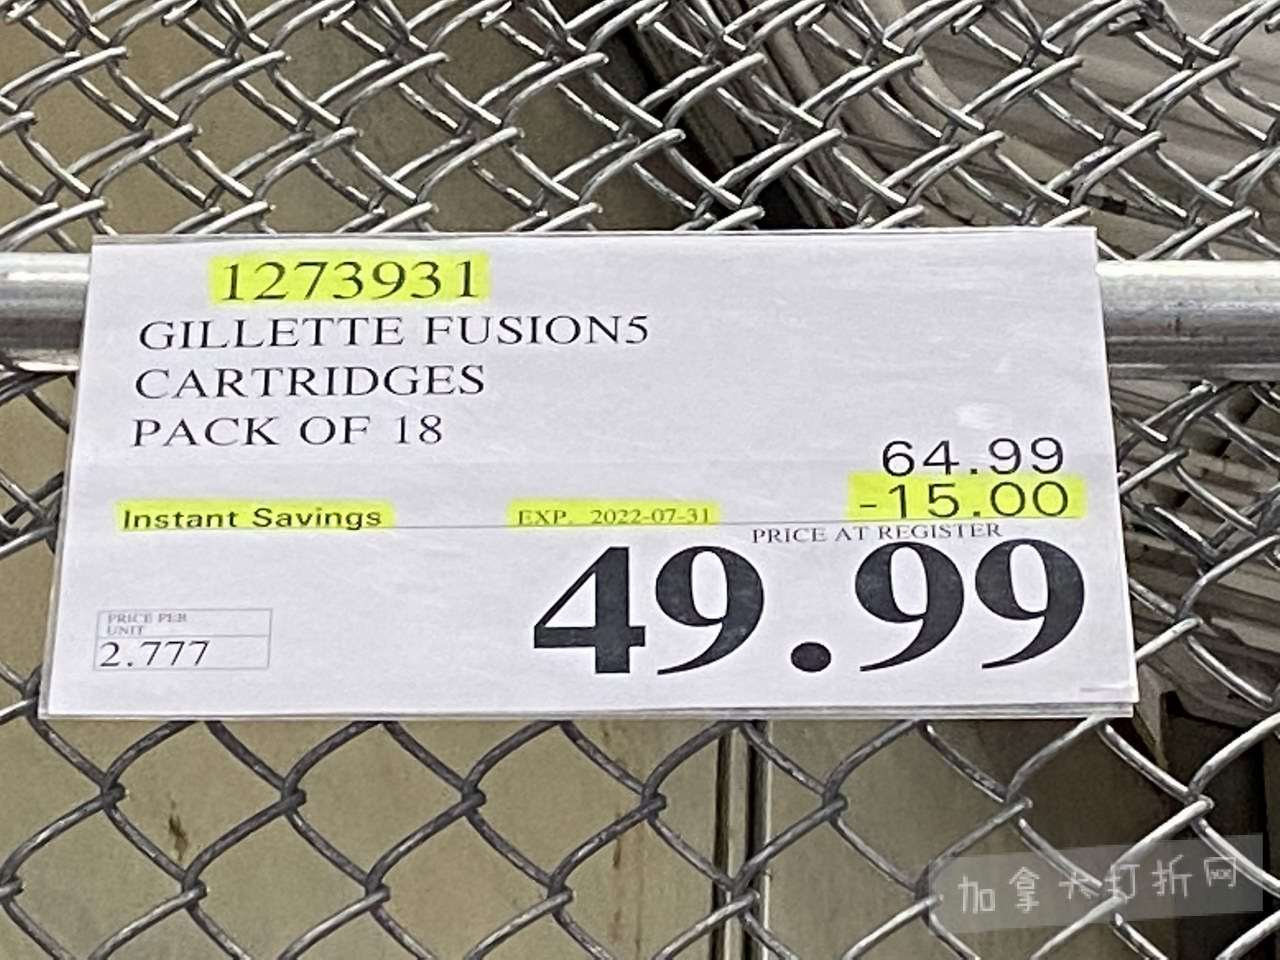 1273931
GILLETTE FUSION5
CARTRIDGES
PACK OF 18
64.99
Instant Savings EXP. 2022-07-31 -15.00
PRICE AT REGISTER
49.99
PRICE PER
UNIT
2.777
加拿大打折网